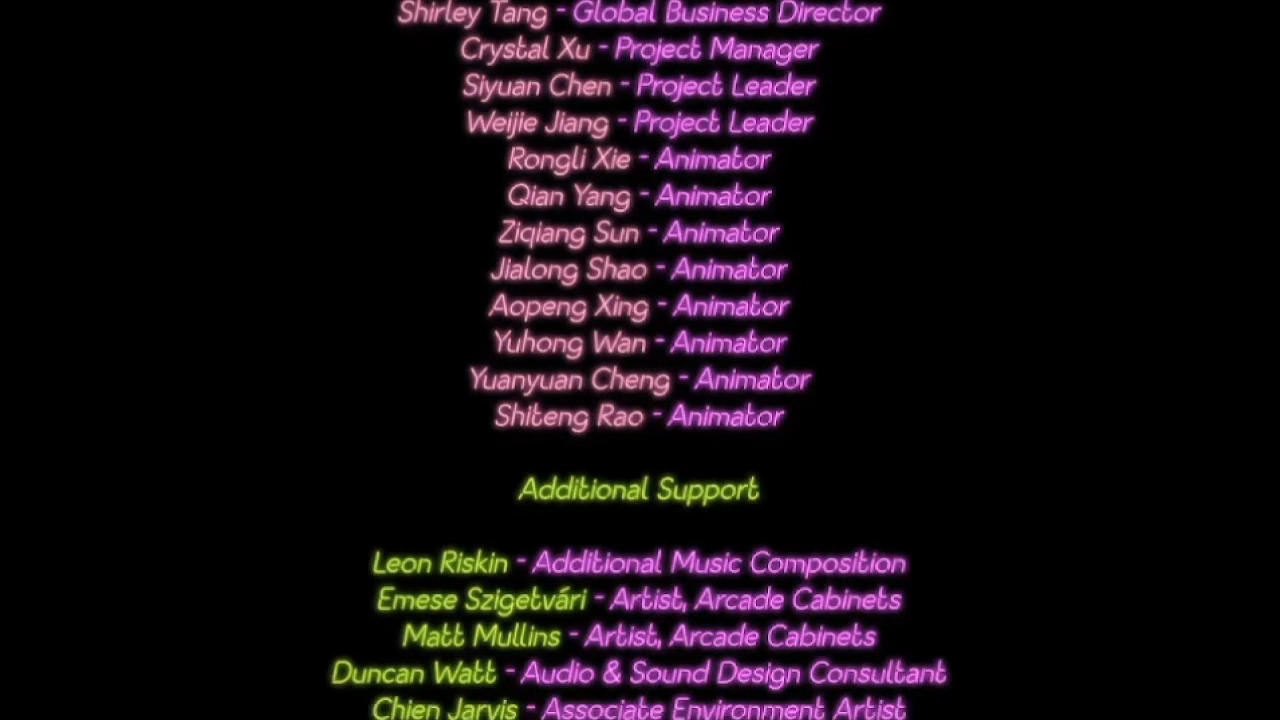 Shirley Tang - Global Business Director
Crystal Xu - Project Manager
Siyuan Chen - Project Leader
Weijie Jiang - Project Leader
Rongli Xie - Animator
Qian Yang - Animator
Ziqiang Sun - Animator
Jialong Shao - Animator
Aopeng Xing - Animator
Yuhong Wan - Animator
Yuanyuan Cheng - Animator
Shiteng Rao - Animator
Additional Support
Leon Riskin - Additional Music Composition
Emese Szigetvári - Artist, Arcade Cabinets
Matt Mullins - Artist, Arcade Cabinets
Duncan Watt - Audio & Sound Design Consultant
Chien Jarvis - Associate Environment Artist